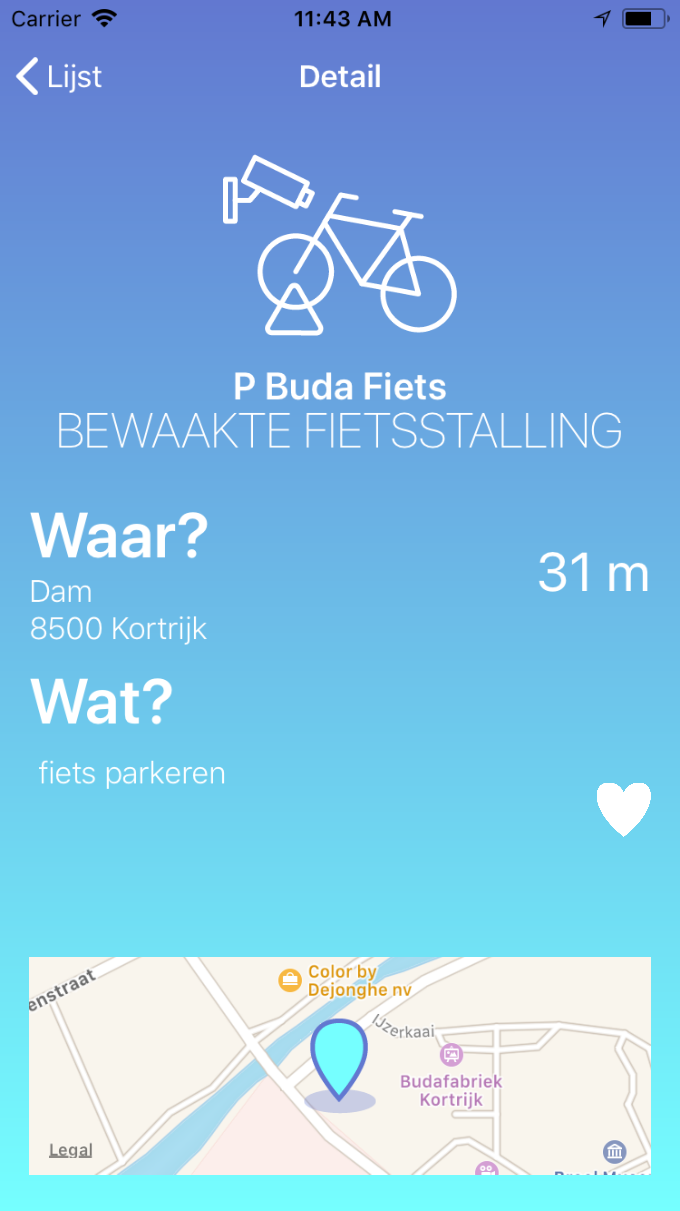 Carrier 11:43 AM
Lijst Detail
P Buda Fiets
BEWAAKTE FIETSSTALLING
Waar?
31 m
Dam
8500 Kortrijk
Wat?
fiets parkeren
Color by
Dejonghe nv
enstraat
IJzerkaai
Budafabriek
Kortrijk
Legal